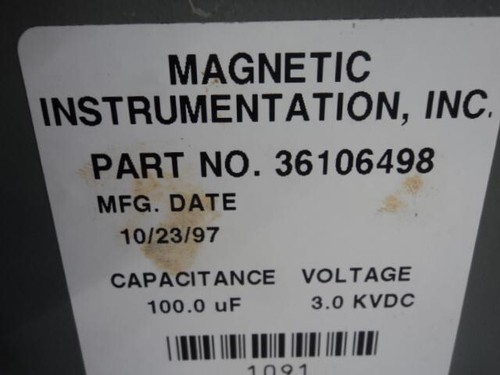 MAGNETIC
INSTRUMENTATION, INC.
PART NO. 36106498
MFG. DATE
10/23/97
CAPACITANCE VOLTAGE
100.0 uF 3.0 KVDC
1091